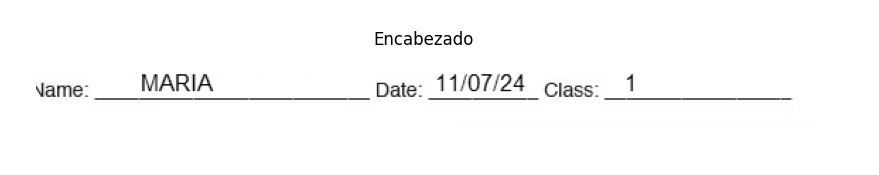 Encabezado
Name: MARIA Date: 11/07/24 Class: 1